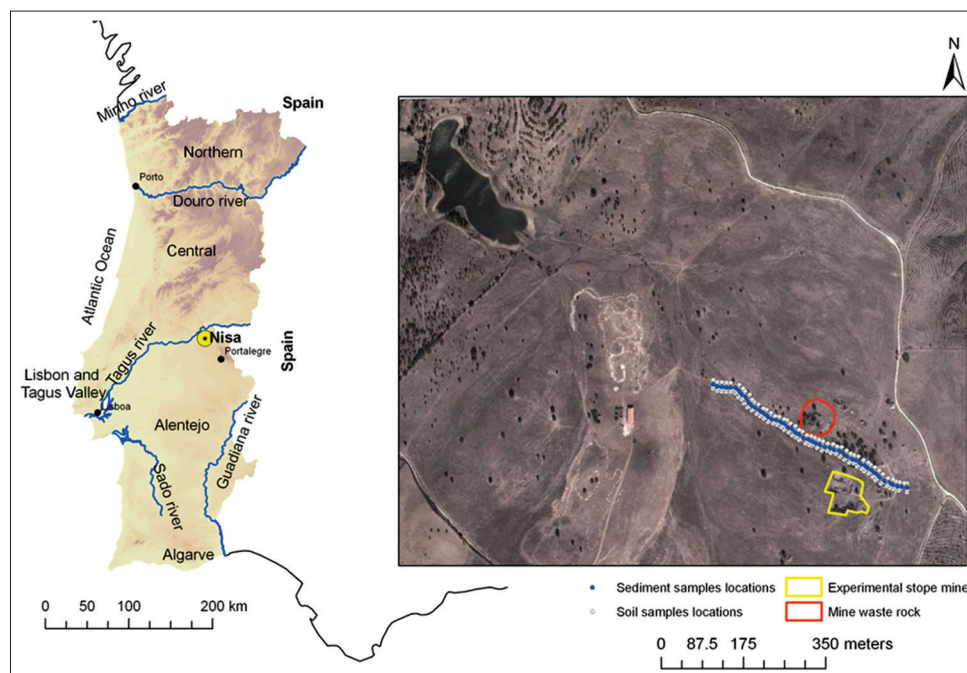 Minho river
Spain
Northern
Porto
Douro river
Central
Atlantic Ocean
Nisa
Portalegre
Spain
Tagus river
Lisbon and
Tagus Valley
Lisboa
Alentejo
Guadiana river
Sado river
Algarve
0 50 100 200 km
N
Sediment samples locations
Soil samples locations
Experimental stope mine
Mine waste rock
0 87.5 175 350 meters